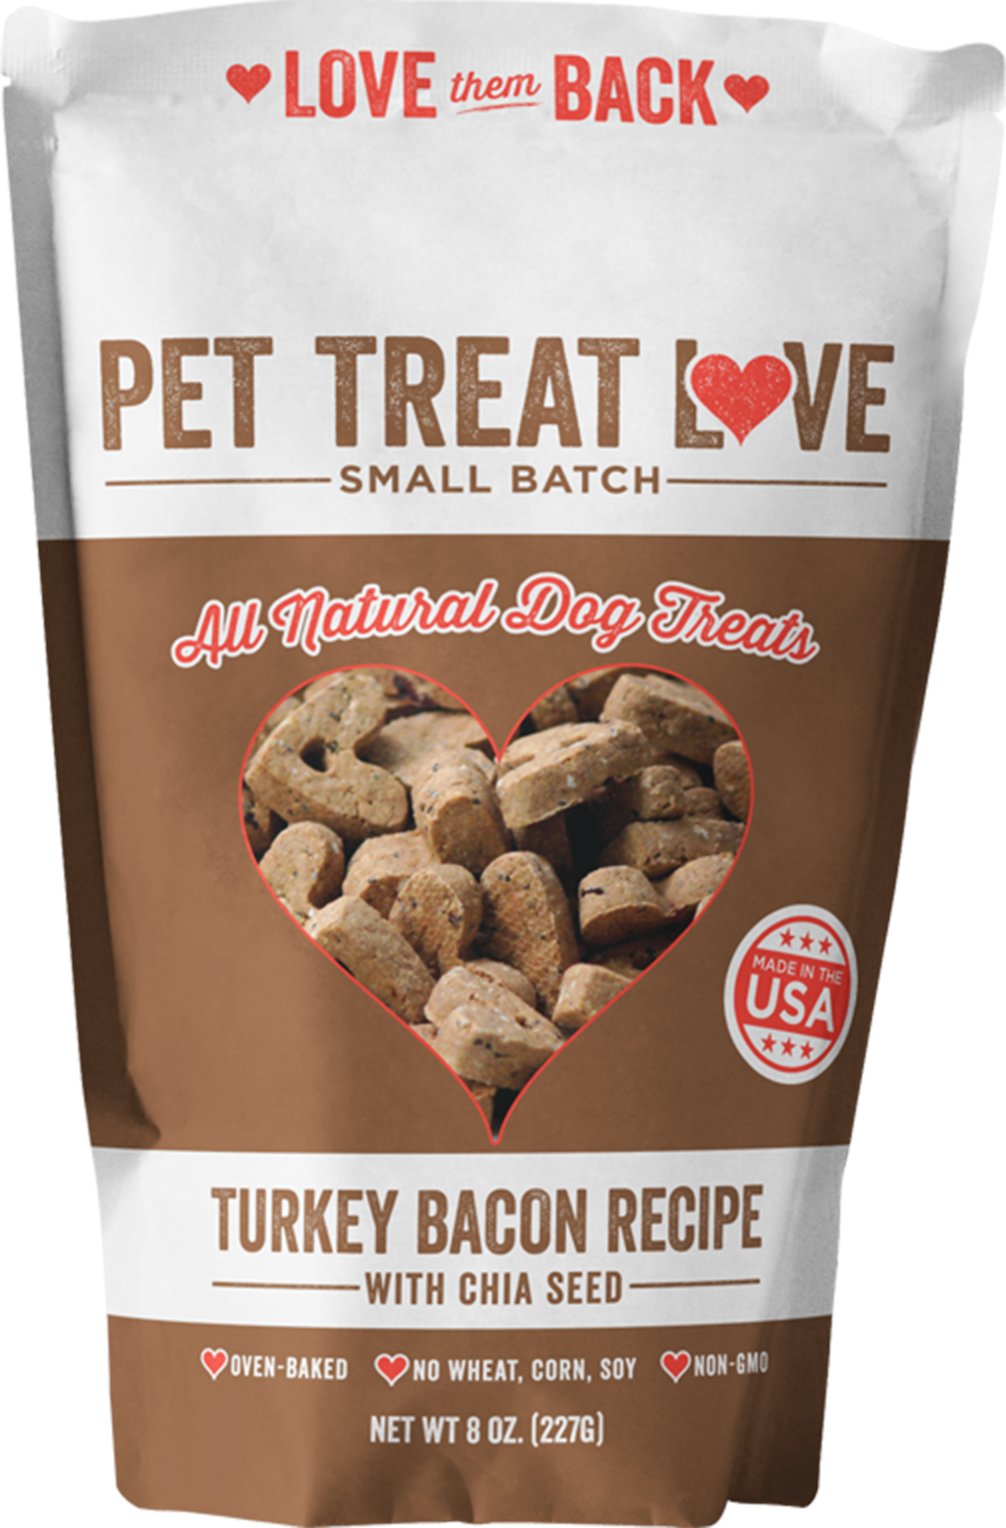 LOVE them BACK
PET TREAT LOVE
SMALL BATCH
All Natural Dog Treats
MADE IN THE
USA
TURKEY BACON RECIPE
WITH CHIA SEED
OVEN-BAKED NO WHEAT, CORN, SOY NON-GMO
NET WT 8 OZ. (227G)